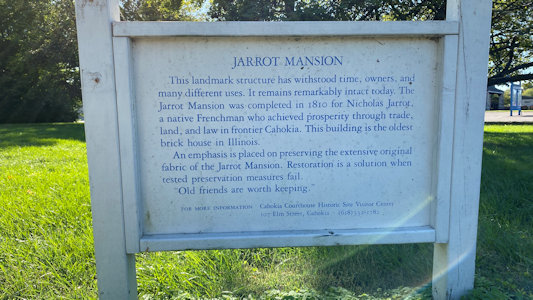 JARROT MANSION
This landmark structure has withstood time, owners, and
many different uses. It remains remarkably intact today. The
Jarrot Mansion was completed in 1810 for Nicholas Jarrot,
a native Frenchman who achieved prosperity through trade,
land, and law in frontier Cahokia. This building is the oldest
brick house in Illinois.
An emphasis is placed on preserving the extensive original
fabric of the Jarrot Mansion. Restoration is a solution when
tested preservation measures fail.
"Old friends are worth keeping."
FOR MORE INFORMATION Cahokia Courthouse Historic Site Visitor Center
107 Elm Street, Cahokia (618)332-1782